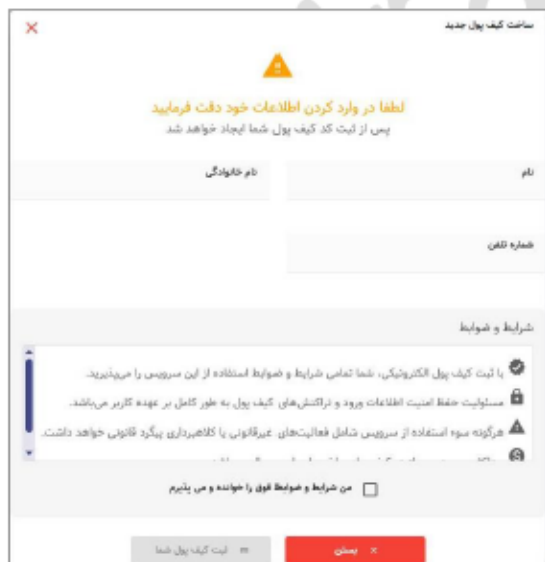 ساخت کیف پول جدید
لطفا در وارد کردن اطلاعات خود دقت فرمایید
پس از ثبت کد کیف پول شما ایجاد خواهد شد
نام
نام خانوادگی
شماره تلفن
شرایط و ضوابط
با ثبت کیف پول الکترونیکی، شما تمامی شرایط و ضوابط استفاده از این سرویس را می‌پذیرید.
مسئولیت حفظ امنیت اطلاعات ورود و تراکنش‌های کیف پول به طور کامل بر عهده کاربر می‌باشد.
هرگونه سوء استفاده از سرویس شامل فعالیت‌های غیرقانونی یا کلاهبرداری پیگرد قانونی خواهد داشت.
من شرایط و ضوابط فوق را خوانده و می پذیرم
بستن
ثبت کیف پول شما